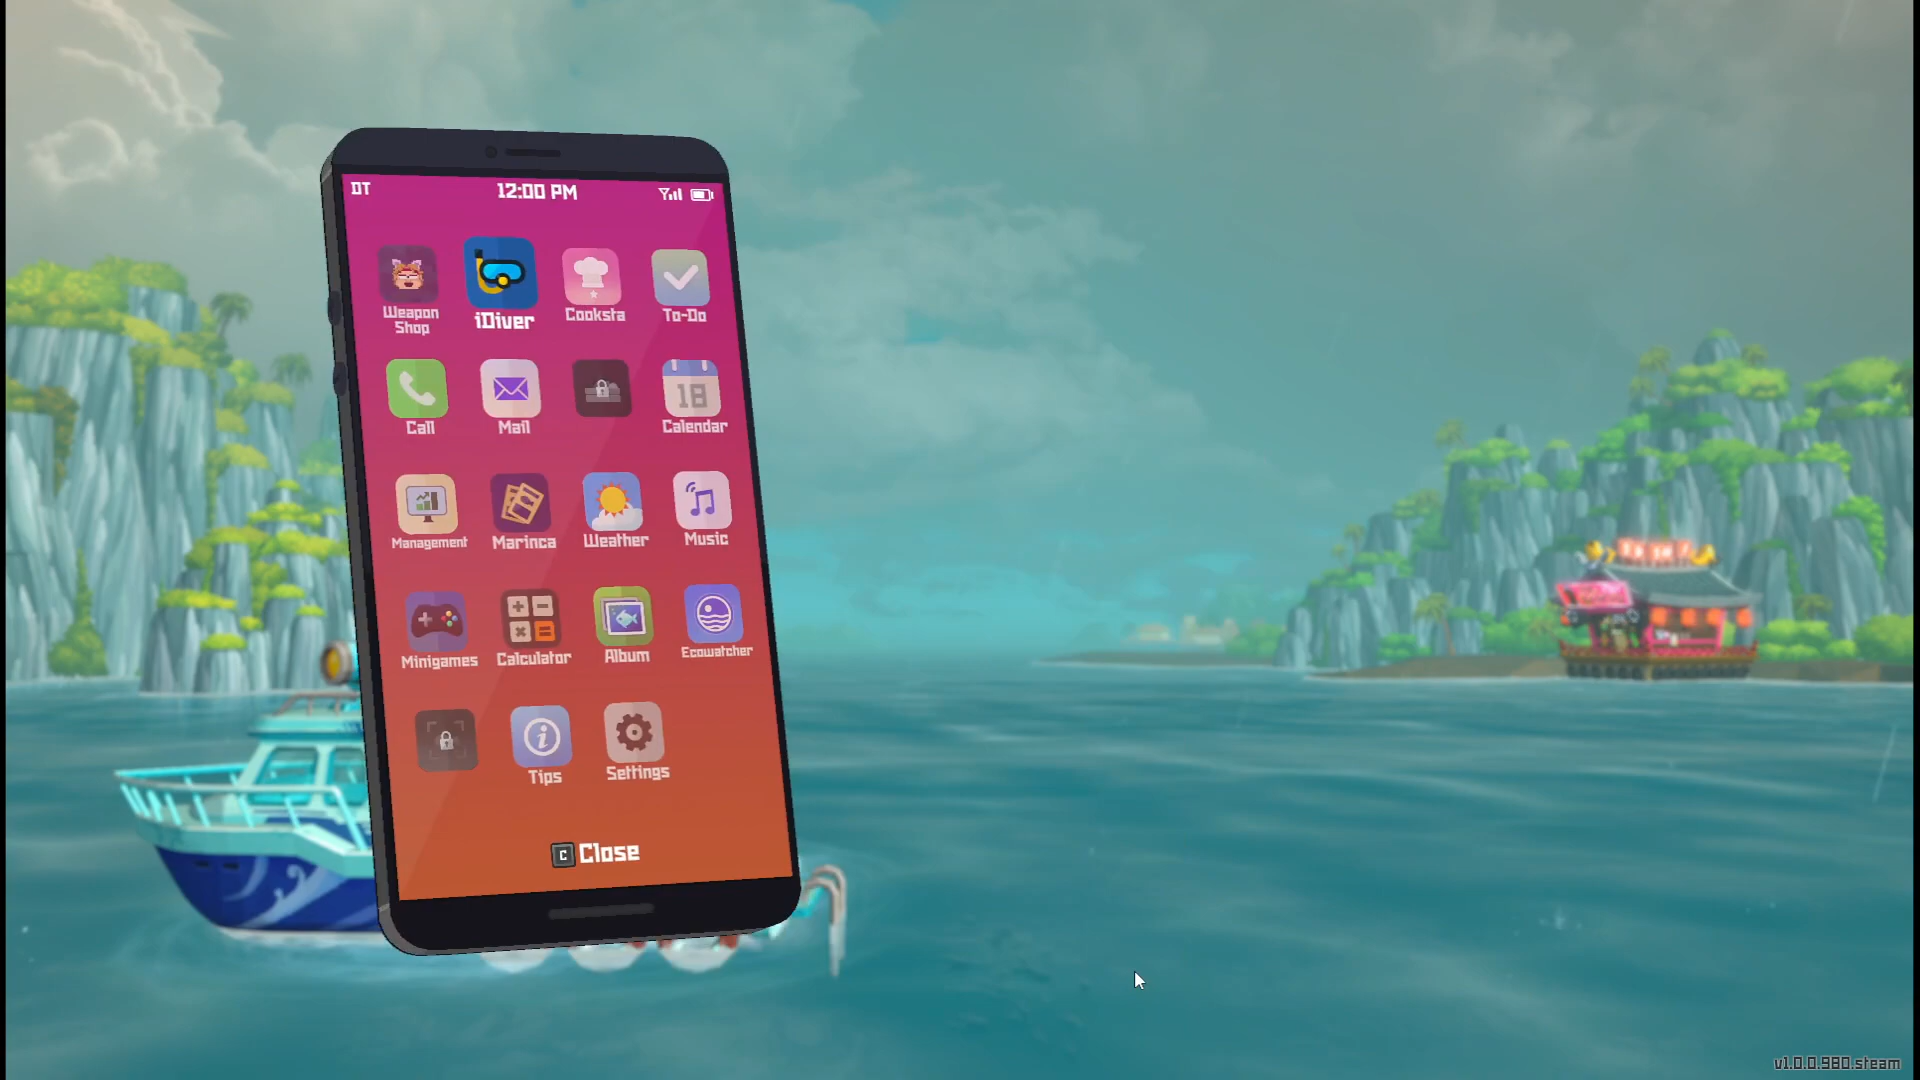 DT
12:00 PM
Weapon
Shop
iDiver
Cooksta
To-Do
Call
Mail
18
Calendar
Management
Marinca
Weather
Music
Minigames
Calculator
Album
Ecowatcher
Tips
Settings
C Close
v1.0.0.980.steam